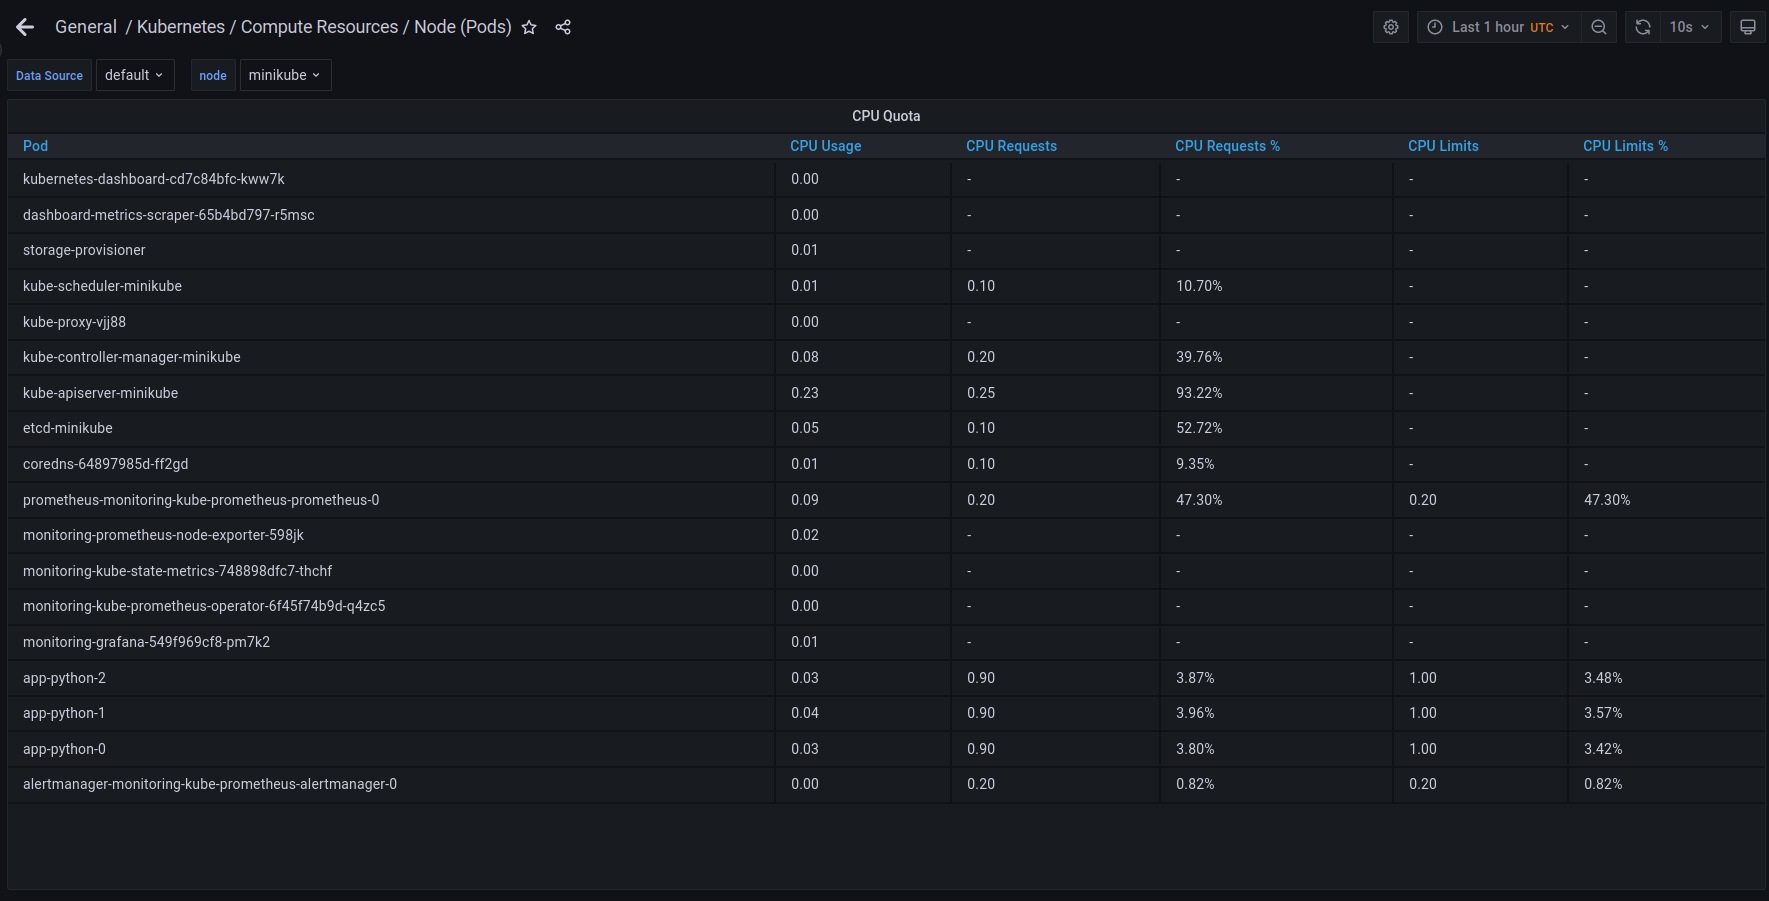 General / Kubernetes / Compute Resources / Node (Pods) Last 1 hour UTC 10s
Data Source default node minikube
CPU Quota
Pod CPU Usage CPU Requests CPU Requests % CPU Limits CPU Limits %
kubernetes-dashboard-cd7c84bfc-kww7k 0.00 - - - -
dashboard-metrics-scraper-65b4bd797-r5msc 0.00 - - - -
storage-provisioner 0.01 - - - -
kube-scheduler-minikube 0.01 0.10 10.70% - -
kube-proxy-vjj88 0.00 - - - -
kube-controller-manager-minikube 0.08 0.20 39.76% - -
kube-apiserver-minikube 0.23 0.25 93.22% - -
etcd-minikube 0.05 0.10 52.72% - -
coredns-64897985d-ff2gd 0.01 0.10 9.35% - -
prometheus-monitoring-kube-prometheus-prometheus-0 0.09 0.20 47.30% 0.20 47.30%
monitoring-prometheus-node-exporter-598jk 0.02 - - - -
monitoring-kube-state-metrics-748898dfc7-thchf 0.00 - - - -
monitoring-kube-prometheus-operator-6f45f74b9d-q4zc5 0.00 - - - -
monitoring-grafana-549f969cf8-pm7k2 0.01 - - - -
app-python-2 0.03 0.90 3.87% 1.00 3.48%
app-python-1 0.04 0.90 3.96% 1.00 3.57%
app-python-0 0.03 0.90 3.80% 1.00 3.42%
alertmanager-monitoring-kube-prometheus-alertmanager-0 0.00 0.20 0.82% 0.20 0.82%